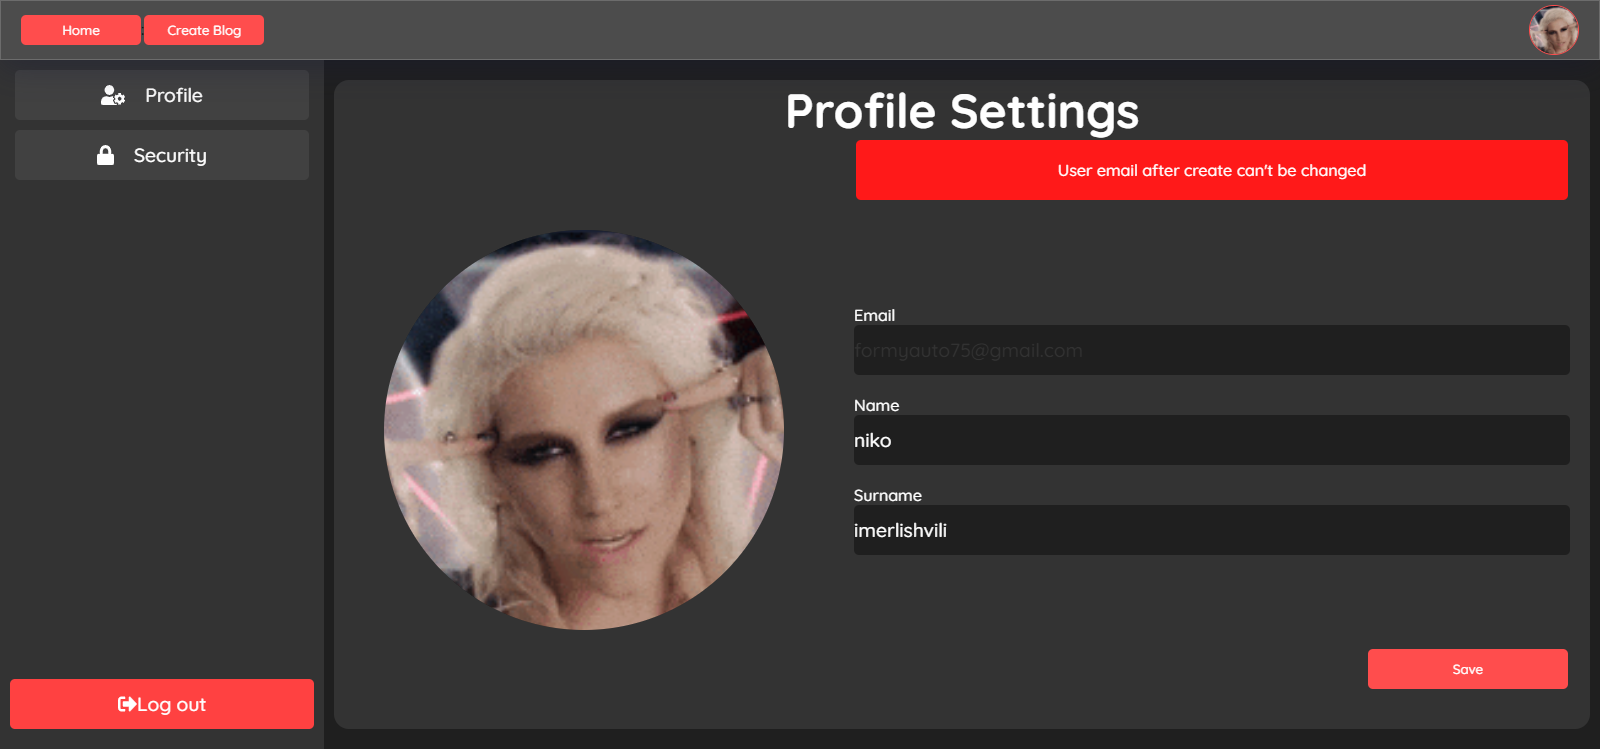 Home
Create Blog
Profile
Security
Log out
Profile Settings
User email after create can't be changed
Email
formyauto75@gmail.com
Name
niko
Surname
imerlishvili
Save